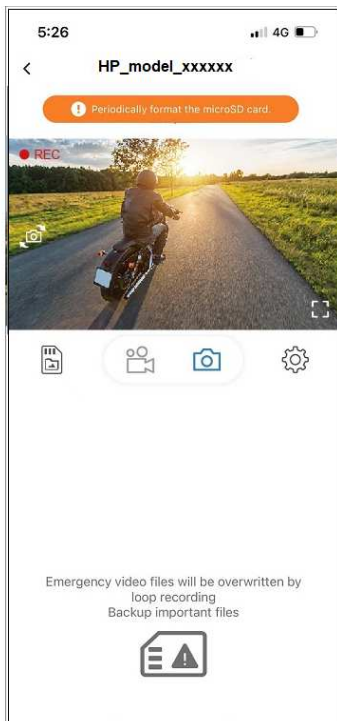 5:26
4G
HP_model_xxxxxx
Periodically format the microSD card.
REC
Emergency video files will be overwritten by
loop recording
Backup important files